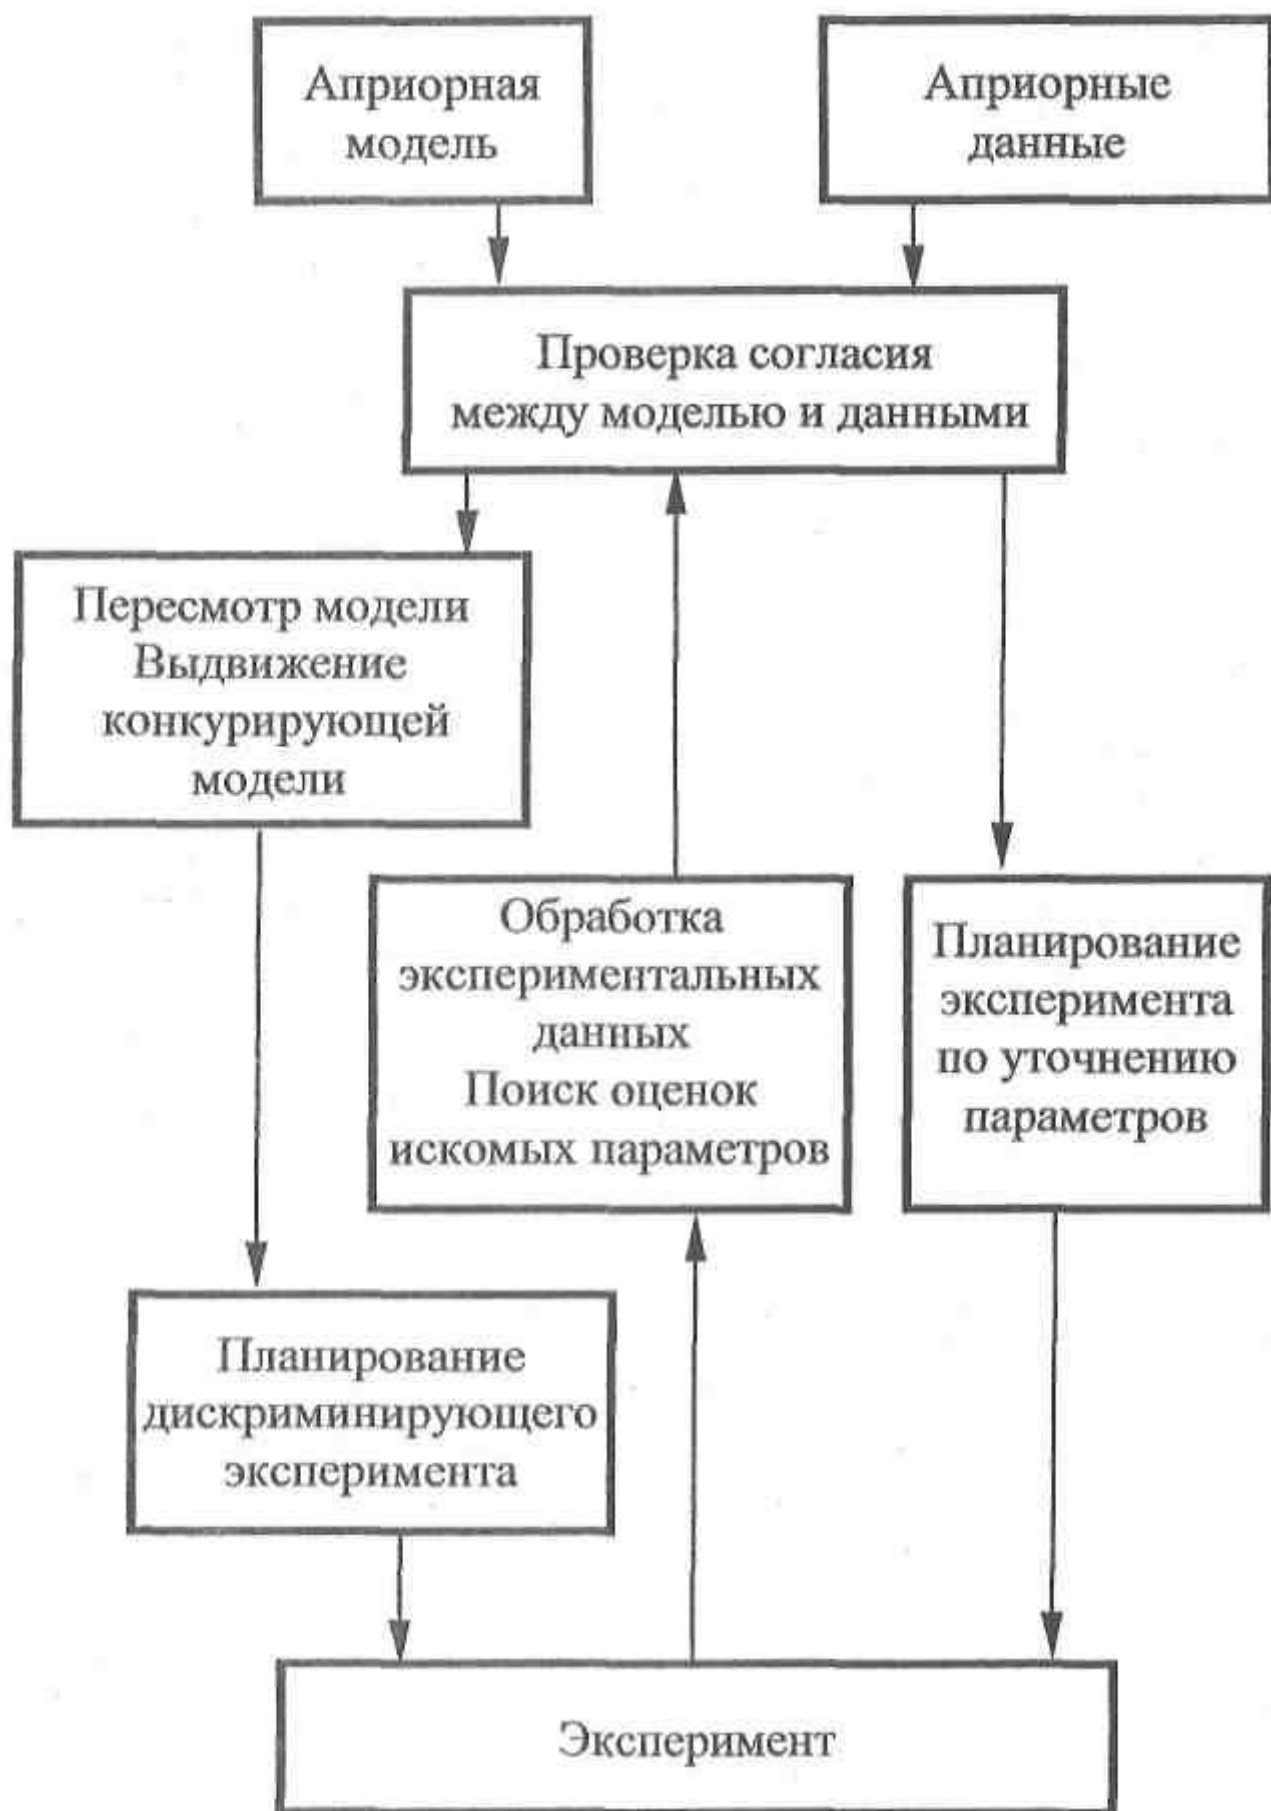 Априорная
модель
Априорные
данные
Проверка согласия
между моделью и данными
Пересмотр модели
Выдвижение
конкурирующей
модели
Обработка
экспериментальных
данных
Поиск оценок
искомых параметров
Планирование
эксперимента
по уточнению
параметров
Планирование
дискриминирующего
эксперимента
Эксперимент